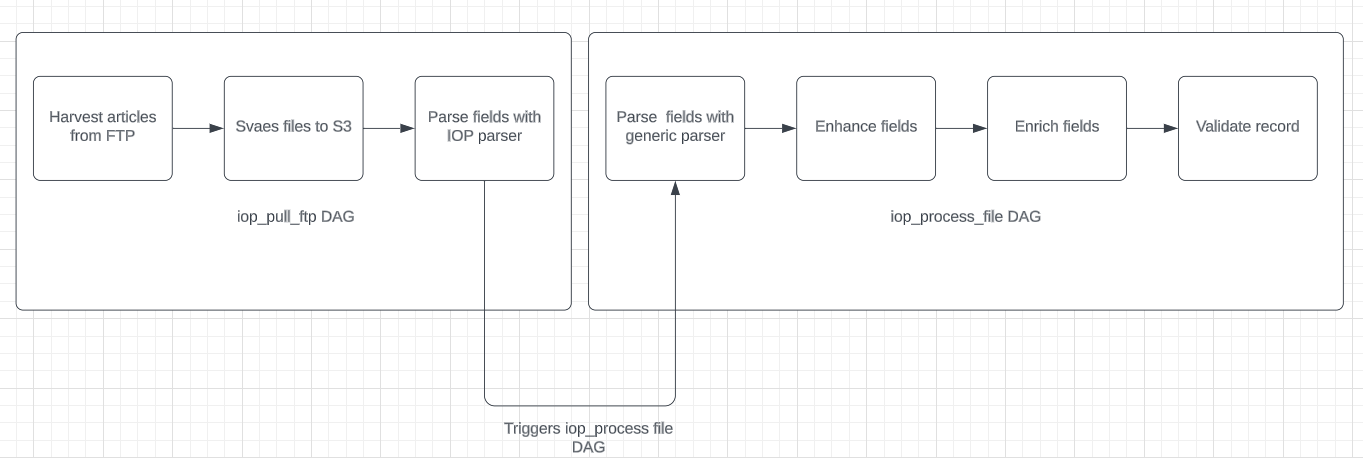 Harvest articles
from FTP
Svaes files to S3
Parse fields with
IOP parser
iop_pull_ftp DAG
Parse fields with
generic parser
Enhance fields
Enrich fields
Validate record
iop_process_file DAG
Triggers iop_process file
DAG